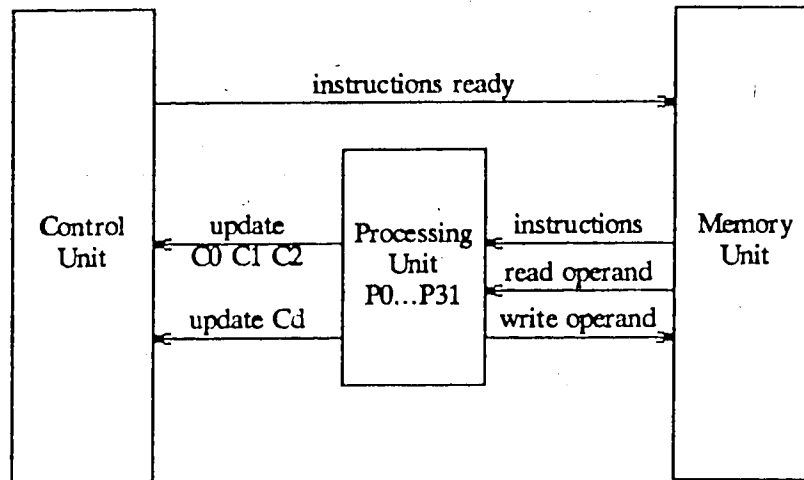 instructions ready
Control
Unit
update
C0 C1 C2
update Cd
Processing
Unit
P0...P31
instructions
read operand
write operand
Memory
Unit